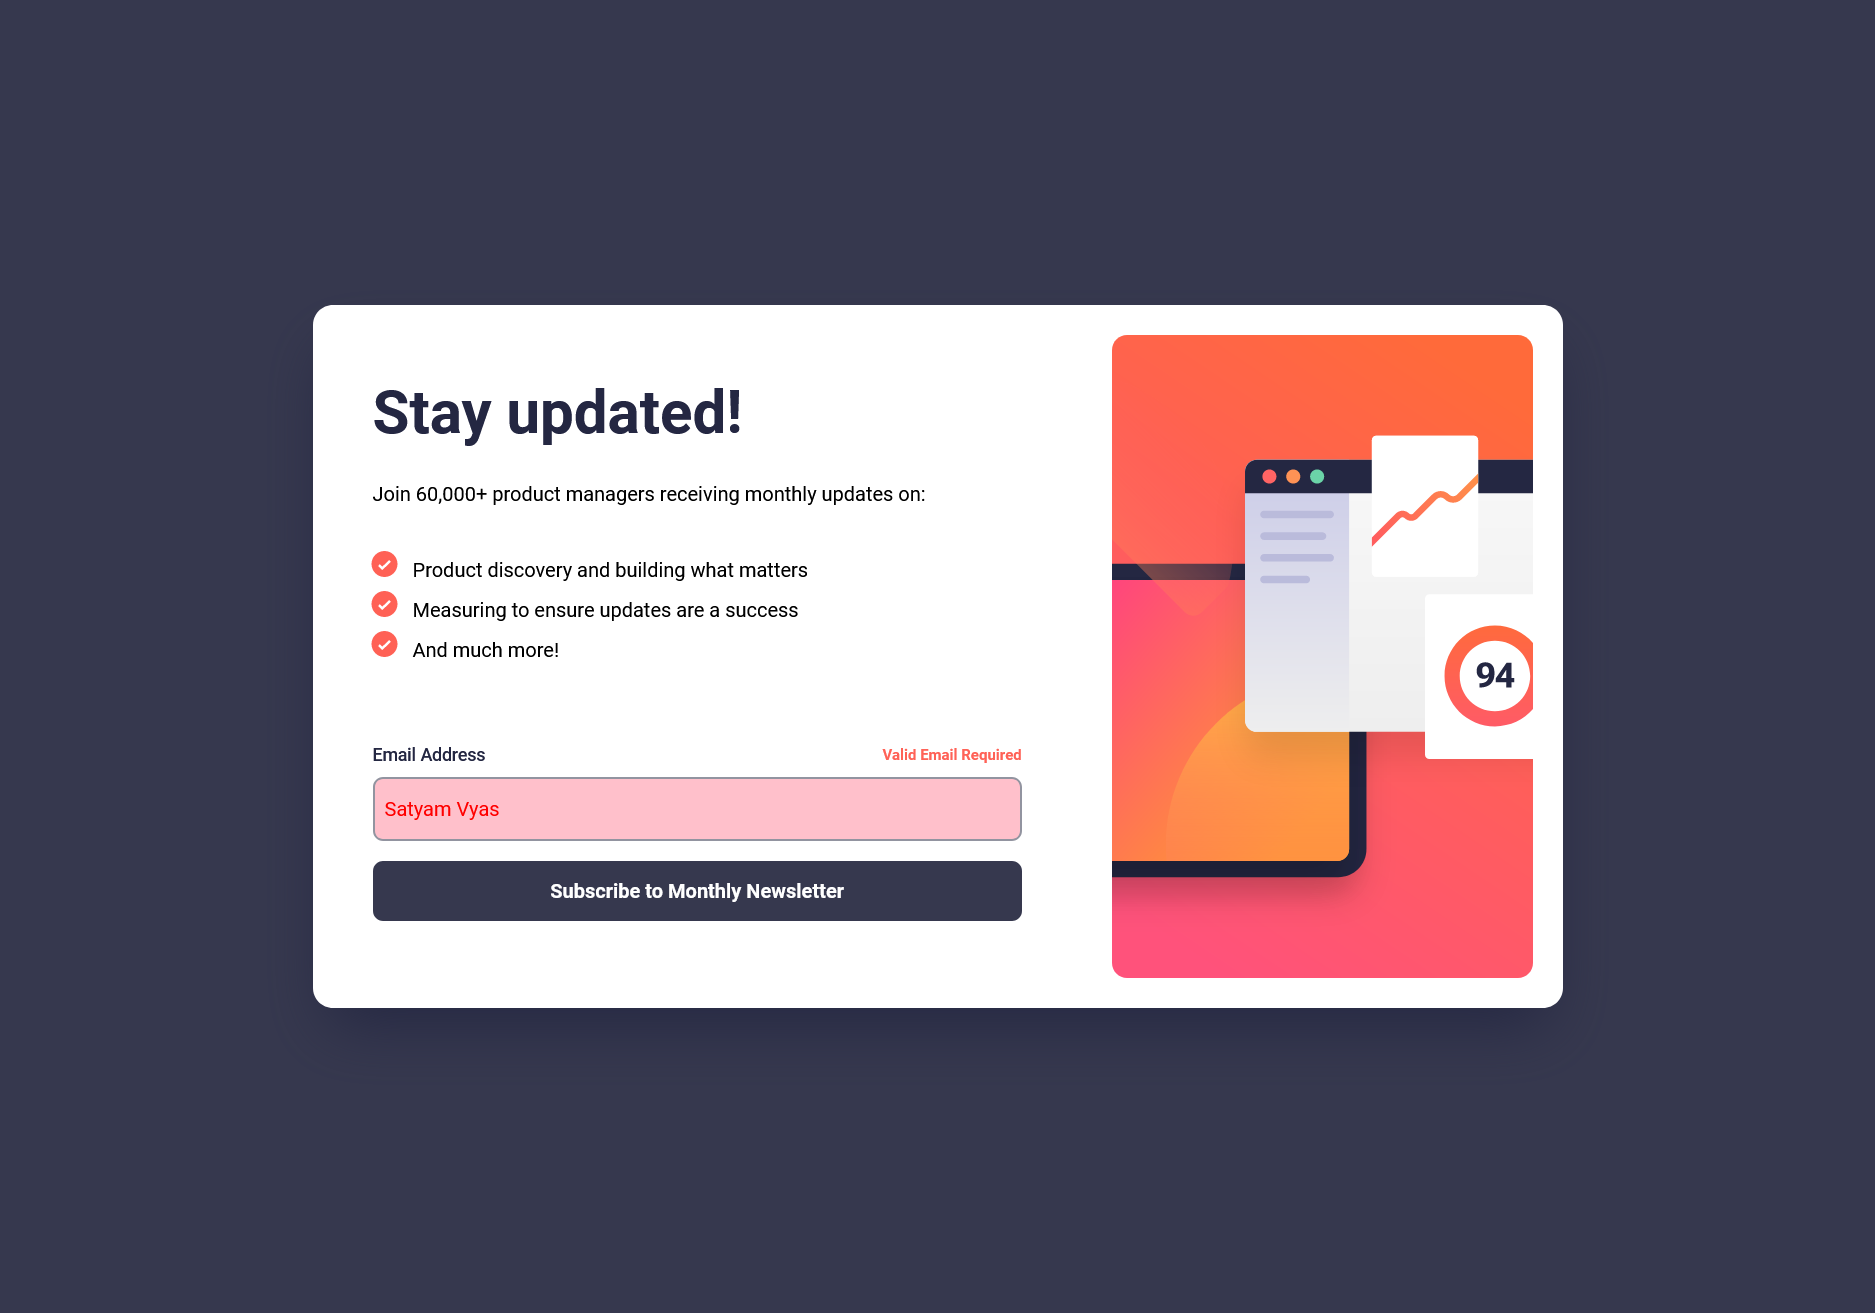 Stay updated!
Join 60,000+ product managers receiving monthly updates on:
Product discovery and building what matters
Measuring to ensure updates are a success
And much more!
Email Address
Valid Email Required
Satyam Vyas
Subscribe to Monthly Newsletter
94